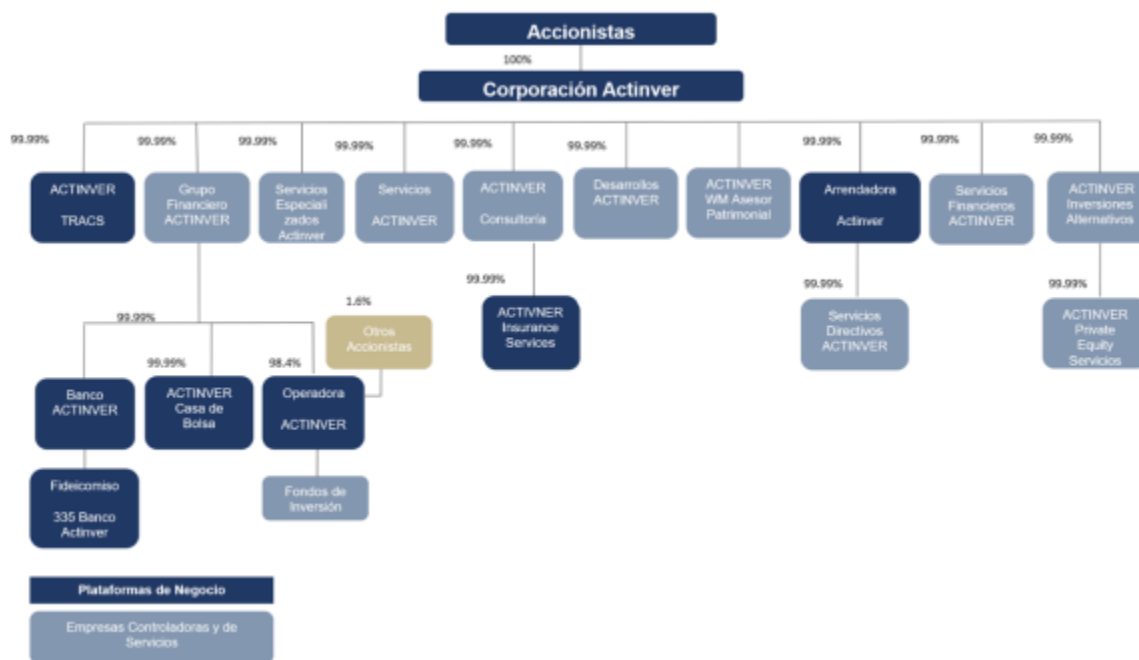 Accionistas
100%
Corporación Actinver
99.99%
99.99%
99.99%
99.99%
99.99%
99.99%
99.99%
99.99%
99.99%
ACTINVER
TRACS
Grupo
Financiero
ACTINVER
Servicios
Especiali
zados
Actinver
Servicios
ACTINVER
ACTINVER
Consultoría
Desarrollos
ACTINVER
ACTINVER
WM Asesor
Patrimonial
Arrendadora
Actinver
Servicios
Financieros
ACTINVER
ACTINVER
Inversiones
Alternativos
99.99%
99.99%
99.99%
1.6%
99.99%
Otros
Accionistas
ACTIVNER
Insurance
Services
Servicios
Directivos
ACTINVER
ACTINVER
Private
Equity
Servicios
99.99%
98.4%
Banco
ACTINVER
ACTINVER
Casa de
Bolsa
Operadora
ACTINVER
Fideicomiso
335 Banco
Actinver
Fondos de
Inversión
Plataformas de Negocio
Empresas Controladoras y de
Servicios